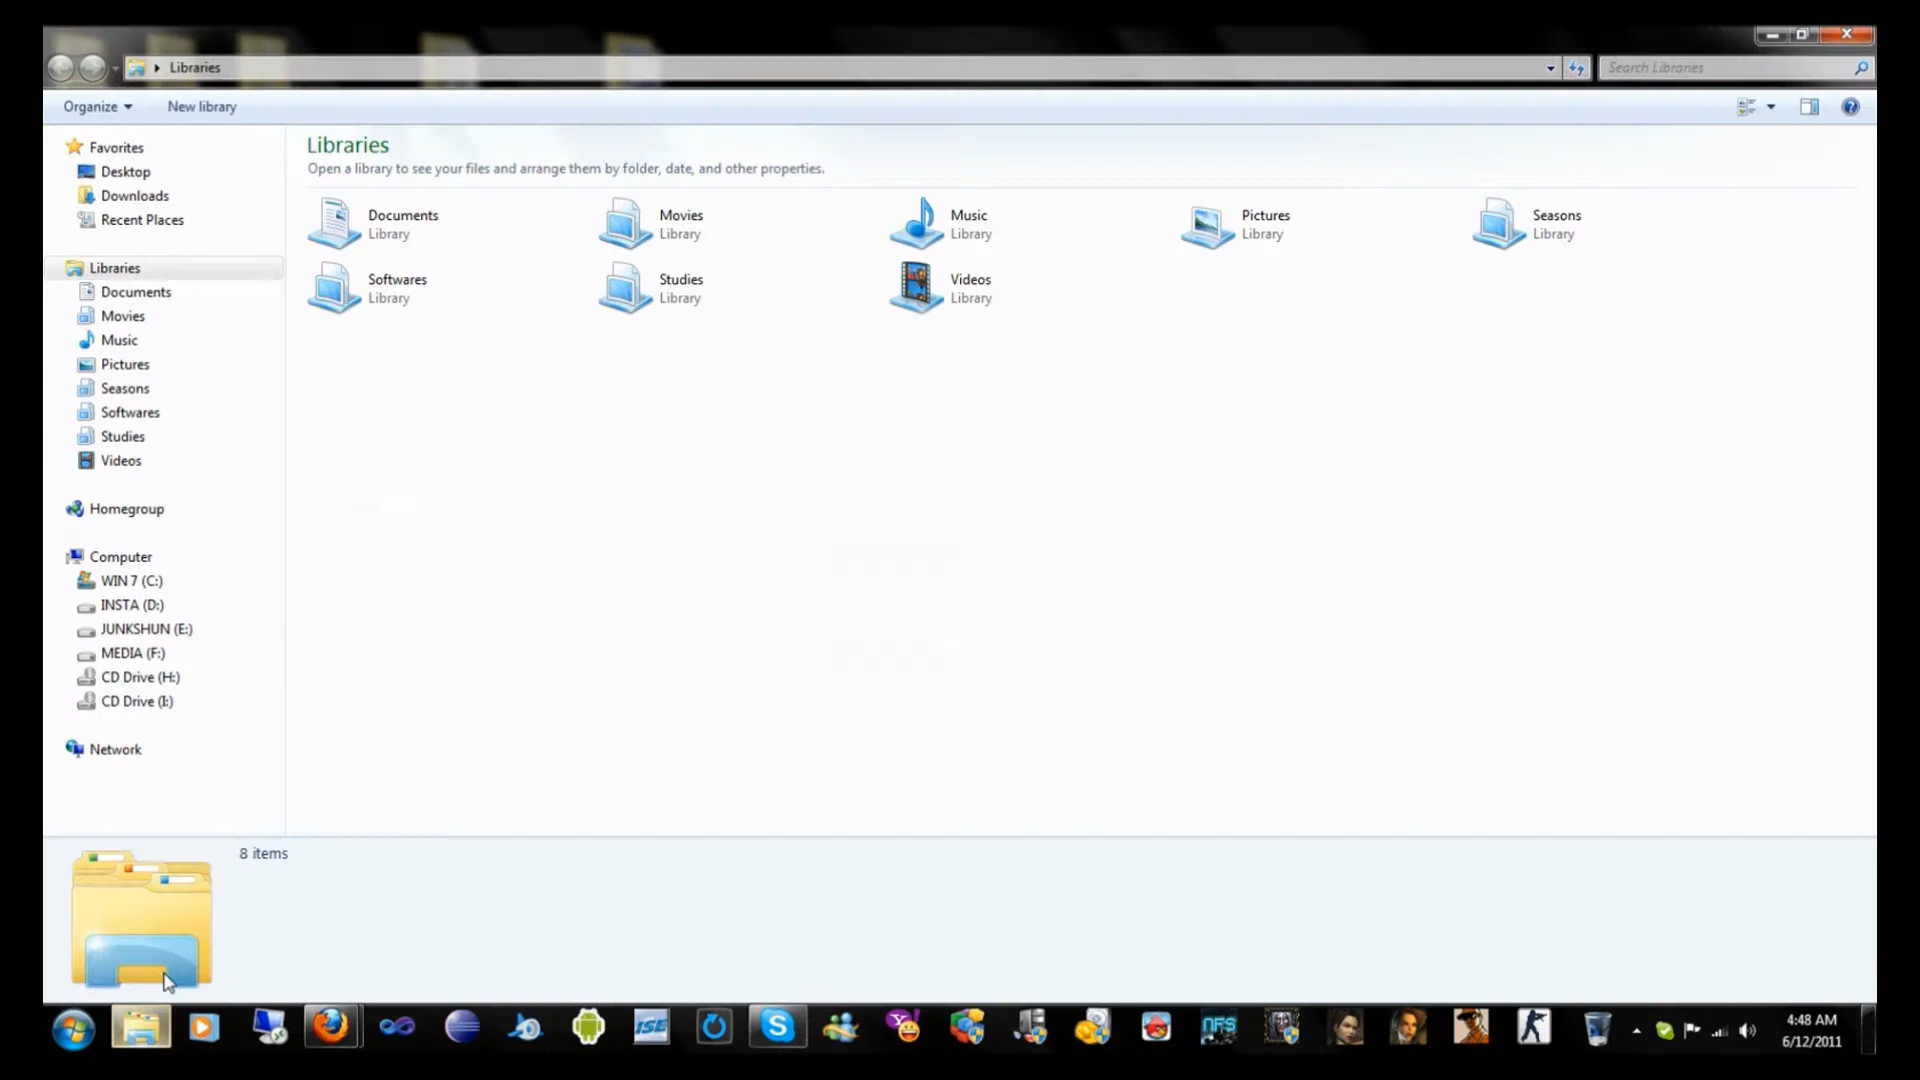 Libraries
Search Libraries
Organize
New library
Favorites
Desktop
Downloads
Recent Places
Libraries
Documents
Movies
Music
Pictures
Seasons
Softwares
Studies
Videos
Homegroup
Computer
WIN 7 (C:)
INSTA (D:)
JUNKSHUN (E:)
MEDIA (F:)
CD Drive (H:)
CD Drive (I:)
Network
Libraries
Open a library to see your files and arrange them by folder, date, and other properties.
Documents
Library
Movies
Library
Music
Library
Pictures
Library
Seasons
Library
Softwares
Library
Studies
Library
Videos
Library
8 items
ISE
NFS
4:48 AM
6/12/2011